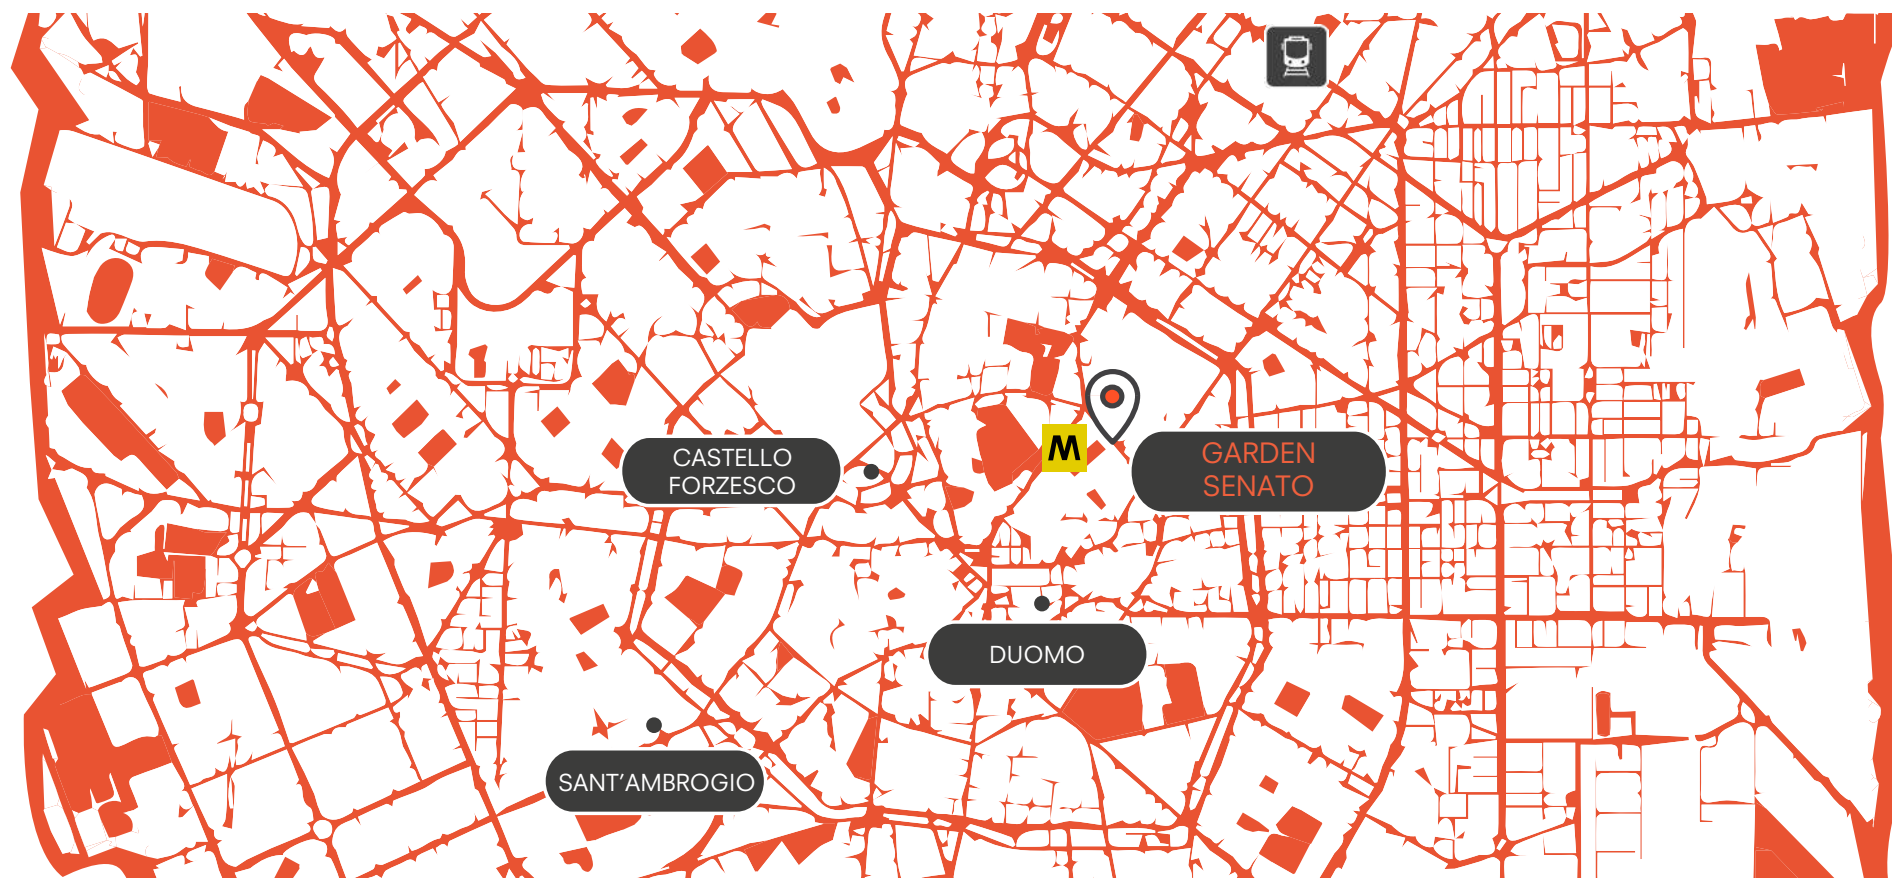 CASTELLO
FORZESCO
M
GARDEN
SENATO
DUOMO
SANT’AMBROGIO